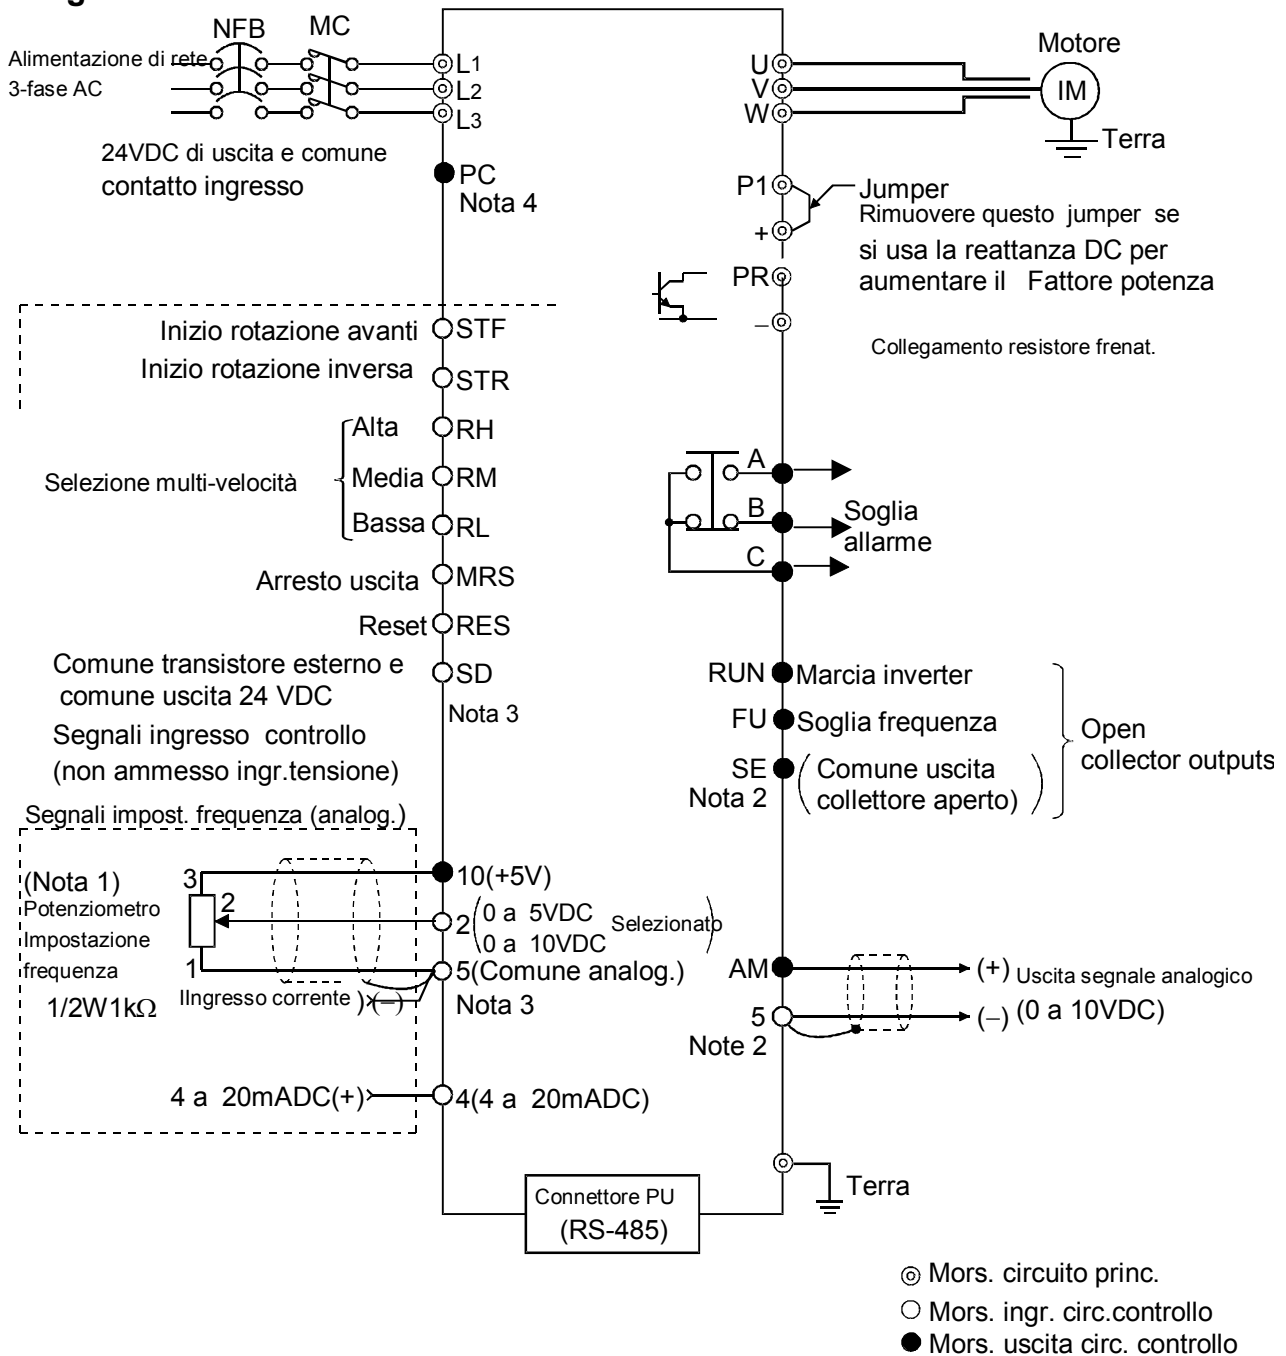 NFB
MC
Alimentazione di rete
3-fase AC
L1
L2
L3
U
V
W
Motore
IM
Terra
24VDC di uscita e comune
contatto ingresso
PC
Nota 4
P1
+
Jumper
Rimuovere questo jumper se
si usa la reattanza DC per
aumentare il Fattore potenza
PR
–
Collegamento resistore frenat.
Inizio rotazione avanti
STF
Inizio rotazione inversa
STR
Selezione multi-velocità
Alta
RH
Media
RM
Bassa
RL
Arresto uscita
MRS
Reset
RES
Comune transistore esterno e
comune uscita 24 VDC
SD
Nota 3
Segnali ingresso controllo
(non ammesso ingr.tensione)
A
B
C
Soglia
allarme
RUN
Marcia inverter
FU
Soglia frequenza
SE
Nota 2
(Comune uscita
collettore aperto)
Open
collector outputs
Segnali impost. frequenza (analog.)
(Nota 1)
Potenziometro
Impostazione
frequenza
1/2W1kΩ
3
2
1
10(+5V)
2
(0 a 5VDC
0 a 10VDC
Selezionato)
5(Comune analog.)
Nota 3
IIngresso corrente )
(–)
4 a 20mADC(+)
4(4 a 20mADC)
AM
5
Note 2
(+)
(–)
Uscita segnale analogico
(0 a 10VDC)
Terra
Connettore PU
(RS-485)
Mors. circuito princ.
Mors. ingr. circ.controllo
Mors. uscita circ. controllo